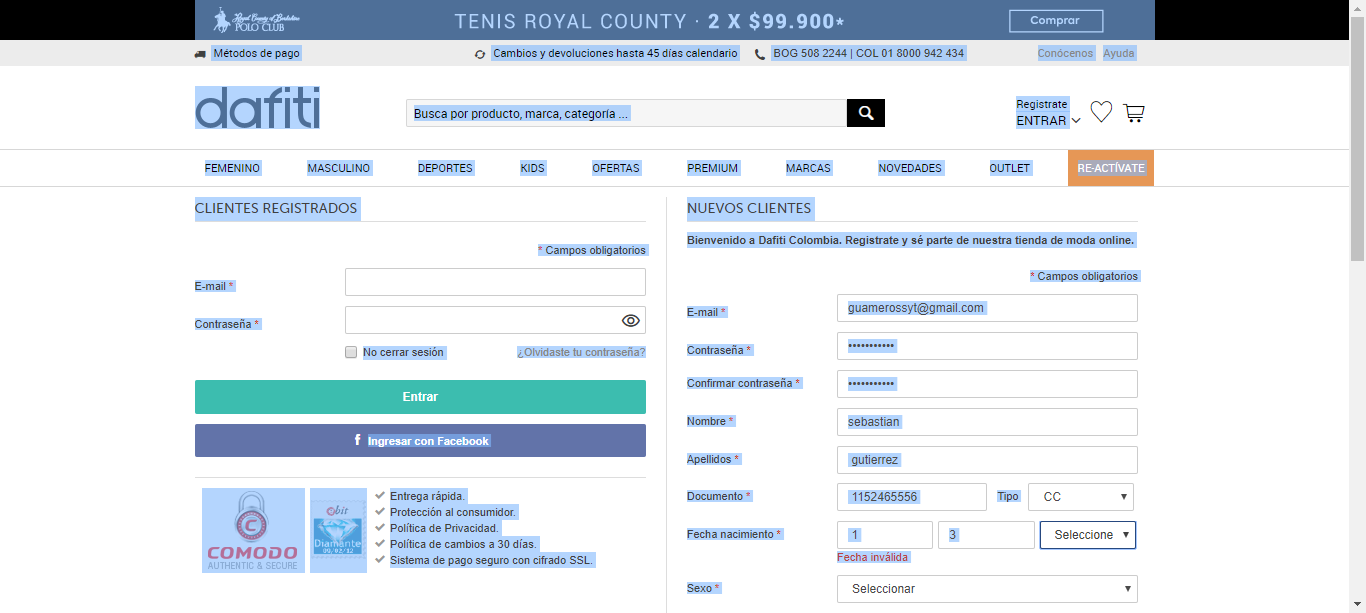 Royal County of Berkshire
POLO CLUB
TENIS ROYAL COUNTY · 2 X $99.900*
Comprar
Métodos de pago
Cambios y devoluciones hasta 45 días calendario
BOG 508 2244 | COL 01 8000 942 434
Conócenos Ayuda
dafiti
Busca por producto, marca, categoría ...
Registrate
ENTRAR
FEMENINO MASCULINO DEPORTES KIDS OFERTAS PREMIUM MARCAS NOVEDADES OUTLET RE-ACTÍVATE
CLIENTES REGISTRADOS
* Campos obligatorios
E-mail *
Contraseña *
No cerrar sesión
¿Olvidaste tu contraseña?
Entrar
f Ingresar con Facebook
COMODO
AUTHENTIC & SECURE
ebit
Diamante
09/02/12
Entrega rápida.
Protección al consumidor.
Política de Privacidad.
Política de cambios a 30 días.
Sistema de pago seguro con cifrado SSL.
NUEVOS CLIENTES
Bienvenido a Dafiti Colombia. Registrate y sé parte de nuestra tienda de moda online.
* Campos obligatorios
E-mail * guamerossyt@gmail.com
Contraseña * •••••••••••
Confirmar contraseña * •••••••••••
Nombre * sebastian
Apellidos * gutierrez
Documento * 1152465556 Tipo CC
Fecha nacimiento * 1 3 Seleccione
Fecha inválida
Sexo * Seleccionar